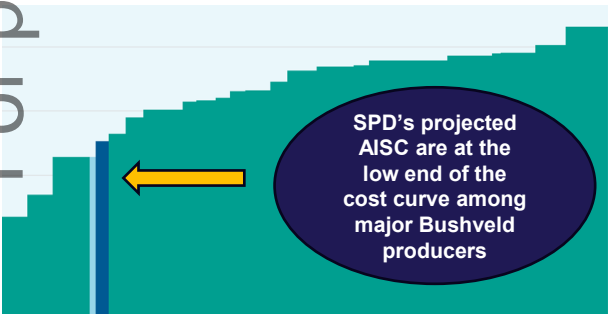 SPD's projected
AISC are at the
low end of the
cost curve among
major Bushveld
producers